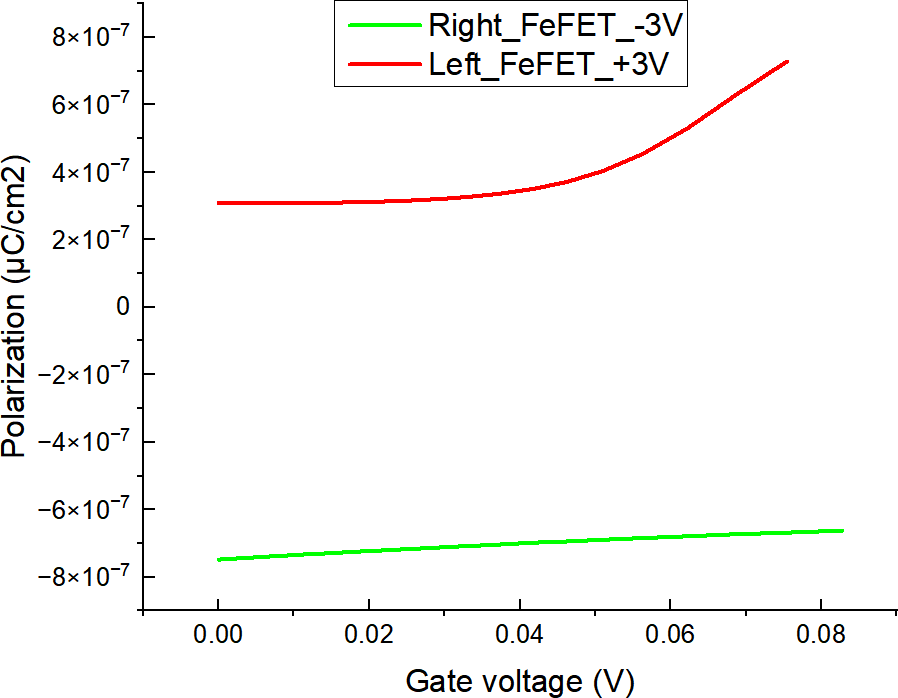 Right_FeFET_-3V
Left_FeFET_+3V
8×10⁻⁷
6×10⁻⁷
4×10⁻⁷
2×10⁻⁷
0
−2×10⁻⁷
−4×10⁻⁷
−6×10⁻⁷
−8×10⁻⁷
Polarization (μC/cm2)
0.00 0.02 0.04 0.06 0.08
Gate voltage (V)